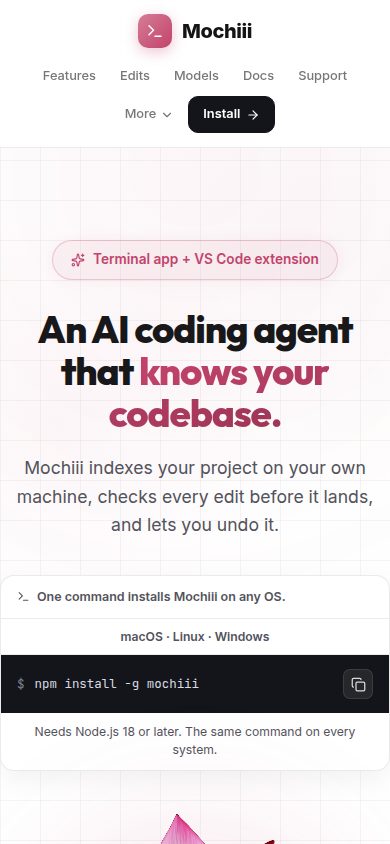 Mochiii
Features Edits Models Docs Support
More Install
Terminal app + VS Code extension
An AI coding agent
that knows your
codebase.
Mochiii indexes your project on your own
machine, checks every edit before it lands,
and lets you undo it.
One command installs Mochiii on any OS.
macOS · Linux · Windows
$ npm install -g mochiii
Needs Node.js 18 or later. The same command on every
system.